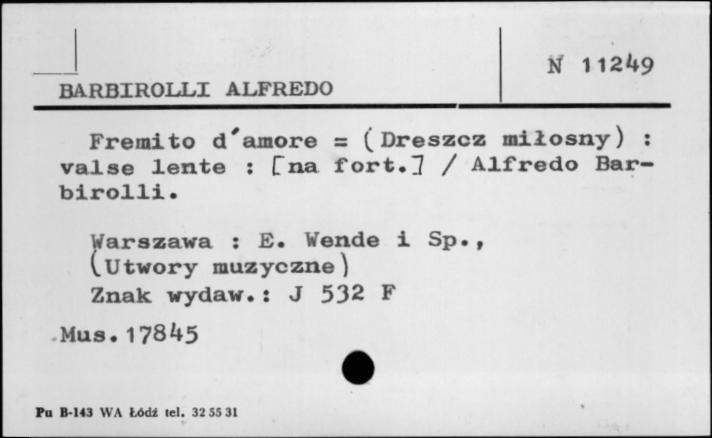 N 11249
BARBIROLLI ALFREDO
Fremito d'amore = (Dreszcz miłosny) :
valse lente : [na fort.] / Alfredo Bar-
birolli.
Warszawa : E. Wende i Sp.,
(Utwory muzyczne)
Znak wydaw.: J 532 F
Mus.17845
Pu B-143 WA Łódź tel. 32 55 31